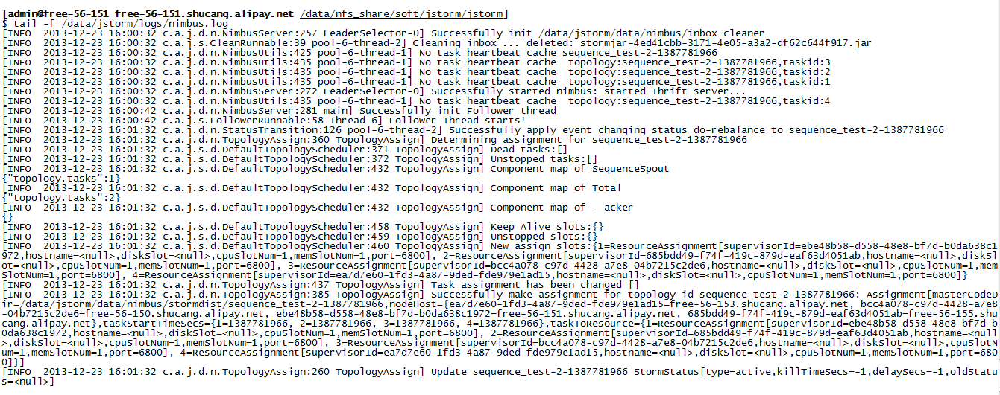 [admin@free-56-151 free-56-151.shucang.alipay.net /data/nfs_share/soft/jstorm/jstorm]
$ tail -f /data/jstorm/logs/nimbus.log
[INFO  2013-12-23 16:00:32 c.a.j.d.n.NimbusServer:257 LeaderSelector-0] Successfully init /data/jstorm/data/nimbus/inbox cleaner
[INFO  2013-12-23 16:00:32 c.a.j.s.CleanRunnable:39 pool-6-thread-2] Cleaning inbox ... deleted: stormjar-4ed41cbb-3171-4e05-a3a2-df62c644f917.jar
[INFO  2013-12-23 16:00:32 c.a.j.d.n.NimbusUtils:425 pool-6-thread-1] No task heartbeat cache sequence_test-2-1387781966
[INFO  2013-12-23 16:00:32 c.a.j.d.n.NimbusUtils:435 pool-6-thread-1] No task heartbeat cache  topology:sequence_test-2-1387781966,taskid:3
[INFO  2013-12-23 16:00:32 c.a.j.d.n.NimbusUtils:435 pool-6-thread-1] No task heartbeat cache  topology:sequence_test-2-1387781966,taskid:2
[INFO  2013-12-23 16:00:32 c.a.j.d.n.NimbusUtils:435 pool-6-thread-1] No task heartbeat cache  topology:sequence_test-2-1387781966,taskid:1
[INFO  2013-12-23 16:00:32 c.a.j.d.n.NimbusServer:272 LeaderSelector-0] Successfully started nimbus: started Thrift server...
[INFO  2013-12-23 16:00:32 c.a.j.d.n.NimbusUtils:435 pool-6-thread-1] No task heartbeat cache  topology:sequence_test-2-1387781966,taskid:4
[INFO  2013-12-23 16:00:42 c.a.j.d.n.NimbusServer:281 main] Successfully init Follower thread
[INFO  2013-12-23 16:00:42 c.a.j.s.FollowerRunnable:58 Thread-6] Follower Thread starts!
[INFO  2013-12-23 16:01:32 c.a.j.d.n.StatusTransition:126 pool-6-thread-2] Successfully apply event changing status do-rebalance to sequence_test-2-1387781966
[INFO  2013-12-23 16:01:32 c.a.j.d.n.TopologyAssign:360 TopologyAssign] Determining assignment for sequence_test-2-1387781966
[INFO  2013-12-23 16:01:32 c.a.j.s.d.DefaultTopologyScheduler:371 TopologyAssign] Dead tasks:[]
[INFO  2013-12-23 16:01:32 c.a.j.s.d.DefaultTopologyScheduler:372 TopologyAssign] Unstopped tasks:[]
[INFO  2013-12-23 16:01:32 c.a.j.s.d.DefaultTopologyScheduler:432 TopologyAssign] Component map of SequenceSpout
{"topology.tasks":1}
[INFO  2013-12-23 16:01:32 c.a.j.s.d.DefaultTopologyScheduler:432 TopologyAssign] Component map of Total
{"topology.tasks":2}
[INFO  2013-12-23 16:01:32 c.a.j.s.d.DefaultTopologyScheduler:432 TopologyAssign] Component map of __acker
{}
[INFO  2013-12-23 16:01:32 c.a.j.s.d.DefaultTopologyScheduler:458 TopologyAssign] Keep Alive slots:{}
[INFO  2013-12-23 16:01:32 c.a.j.s.d.DefaultTopologyScheduler:459 TopologyAssign] Unstopped slots:{}
[INFO  2013-12-23 16:01:32 c.a.j.s.d.DefaultTopologyScheduler:460 TopologyAssign] New assign slots:{1=ResourceAssignment[supervisorId=ebe48b58-d558-48e8-bf7d-b0da638c1
972,hostname=<null>,diskSlot=<null>,cpuSlotNum=1,memSlotNum=1,port=6800], 2=ResourceAssignment[supervisorId=685bdd49-f74f-419c-879d-eaf63d4051ab,hostname=<null>,diskSl
ot=<null>,cpuSlotNum=1,memSlotNum=1,port=6800], 3=ResourceAssignment[supervisorId=bcc4a078-c97d-4428-a7e8-04b7215c2de6,hostname=<null>,diskSlot=<null>,cpuSlotNum=1,mem
SlotNum=1,port=6800], 4=ResourceAssignment[supervisorId=ea7d7e60-1fd3-4a87-9ded-fde979e1ad15,hostname=<null>,diskSlot=<null>,cpuSlotNum=1,memSlotNum=1,port=6800]}
[INFO  2013-12-23 16:01:32 c.a.j.d.n.TopologyAssign:437 TopologyAssign] Task assignment has been changed []
[INFO  2013-12-23 16:01:32 c.a.j.d.n.TopologyAssign:385 TopologyAssign] Successfully make assignment for topology id sequence_test-2-1387781966: Assignment[masterCodeD
ir=/data/jstorm/data/nimbus/stormdist/sequence_test-2-1387781966,nodeHost={ea7d7e60-1fd3-4a87-9ded-fde979e1ad15=free-56-153.shucang.alipay.net, bcc4a078-c97d-4428-a7e8
-04b7215c2de6=free-56-150.shucang.alipay.net, ebe48b58-d558-48e8-bf7d-b0da638c1972=free-56-151.shucang.alipay.net, 685bdd49-f74f-419c-879d-eaf63d4051ab=free-56-155.shu
cang.alipay.net},taskStartTimeSecs={1=1387781966, 2=1387781966, 3=1387781966, 4=1387781966},taskToResource={1=ResourceAssignment[supervisorId=ebe48b58-d558-48e8-bf7d-b
0da638c1972,hostname=<null>,diskSlot=<null>,cpuSlotNum=1,memSlotNum=1,port=6800], 2=ResourceAssignment[supervisorId=685bdd49-f74f-419c-879d-eaf63d4051ab,hostname=<null
>,diskSlot=<null>,cpuSlotNum=1,memSlotNum=1,port=6800], 3=ResourceAssignment[supervisorId=bcc4a078-c97d-4428-a7e8-04b7215c2de6,hostname=<null>,diskSlot=<null>,cpuSlotN
um=1,memSlotNum=1,port=6800], 4=ResourceAssignment[supervisorId=ea7d7e60-1fd3-4a87-9ded-fde979e1ad15,hostname=<null>,diskSlot=<null>,cpuSlotNum=1,memSlotNum=1,port=680
0]}]
[INFO  2013-12-23 16:01:32 c.a.j.d.n.TopologyAssign:260 TopologyAssign] Update sequence_test-2-1387781966 StormStatus[type=active,killTimeSecs=-1,delaySecs=-1,oldStatu
s=<null>]